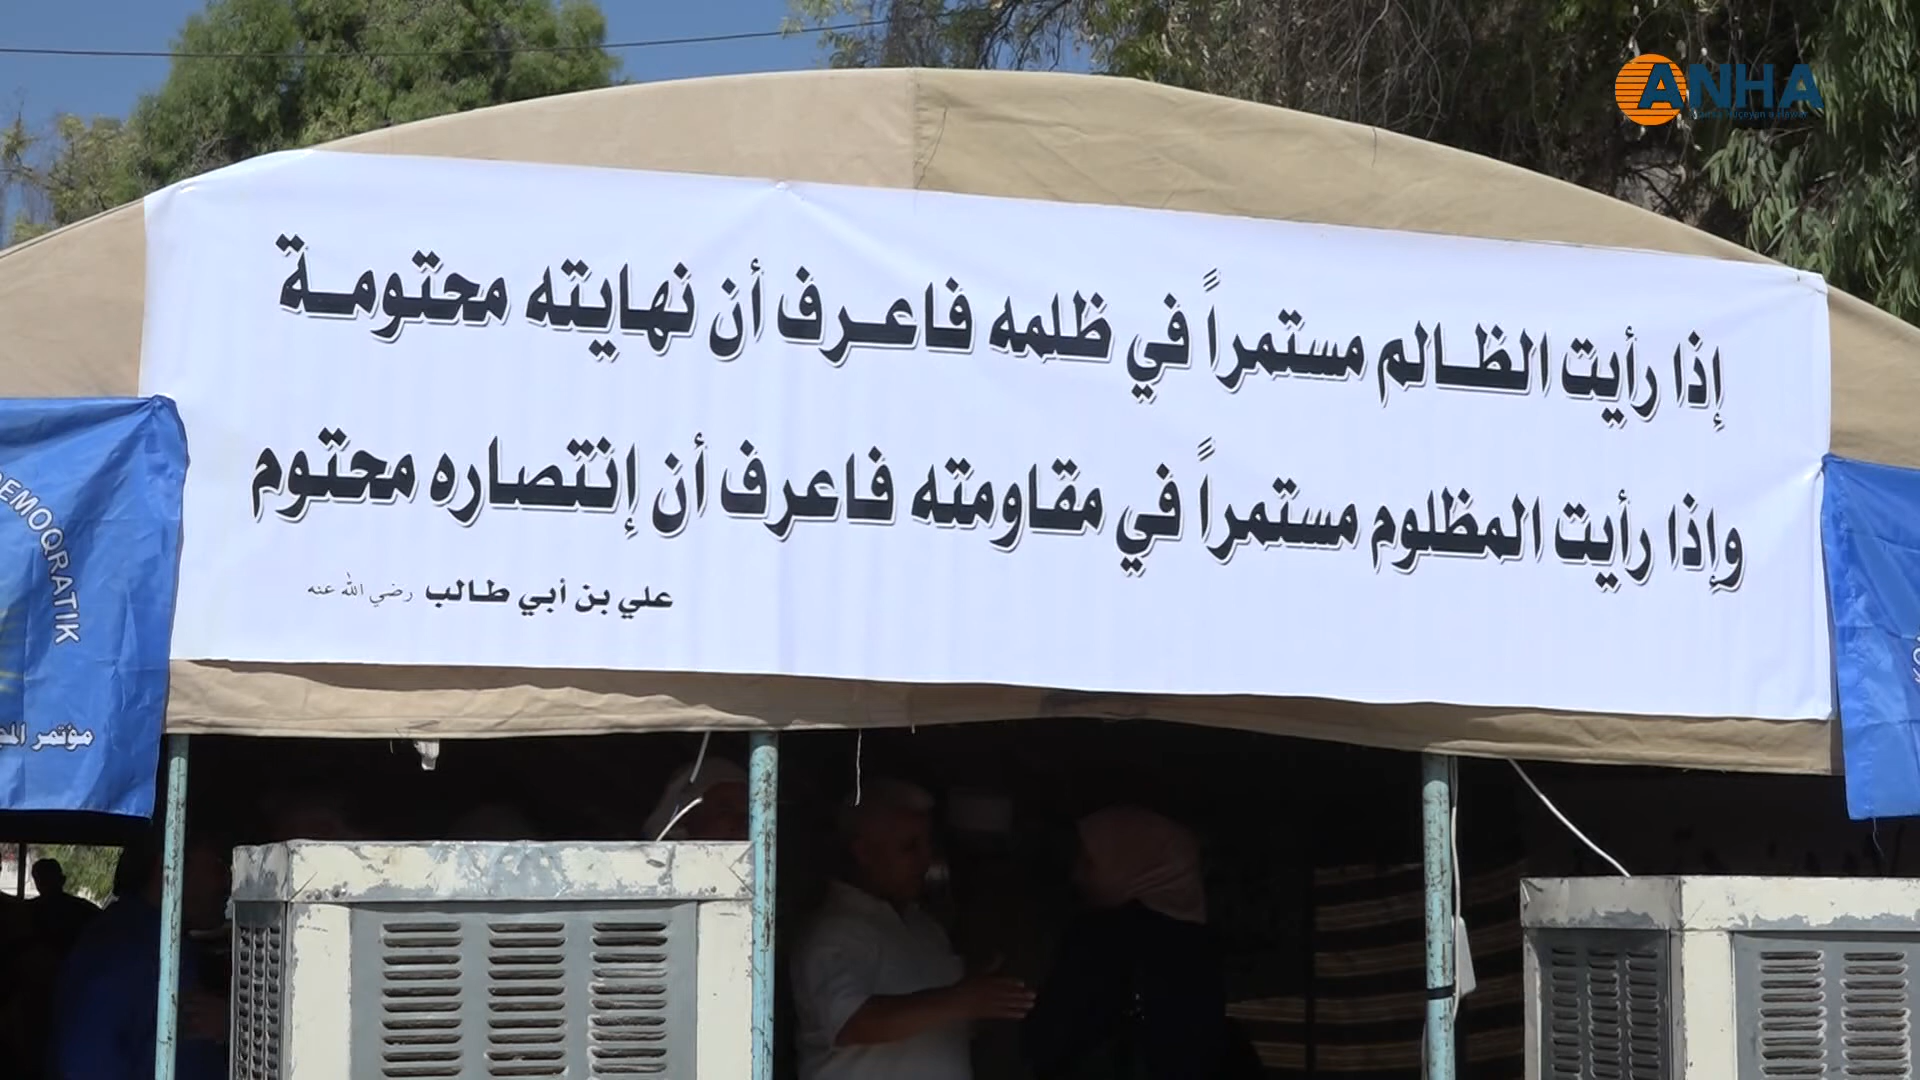 ANHA
إذا رأيت الظـالم مستمراً في ظلمه فاعـرف أن نهايته محتومـة
وإذا رأيت المظلوم مستمراً في مقاومته فاعرف أن إنتصاره محتوم
علي بن أبي طالب رضي الله عنه
DEMOQRATIK
مؤتمر